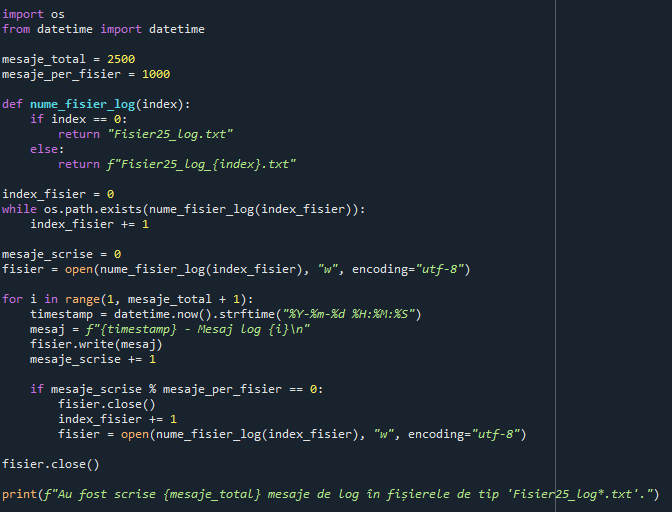 import os
from datetime import datetime

mesaje_total = 2500
mesaje_per_fisier = 1000

def nume_fisier_log(index):
    if index == 0:
        return "Fisier25_log.txt"
    else:
        return f"Fisier25_log_{index}.txt"

index_fisier = 0
while os.path.exists(nume_fisier_log(index_fisier)):
    index_fisier += 1

mesaje_scrise = 0
fisier = open(nume_fisier_log(index_fisier), "w", encoding="utf-8")

for i in range(1, mesaje_total + 1):
    timestamp = datetime.now().strftime("%Y-%m-%d %H:%M:%S")
    mesaj = f"{timestamp} - Mesaj log {i}\n"
    fisier.write(mesaj)
    mesaje_scrise += 1

    if mesaje_scrise % mesaje_per_fisier == 0:
        fisier.close()
        index_fisier += 1
        fisier = open(nume_fisier_log(index_fisier), "w", encoding="utf-8")

fisier.close()

print(f"Au fost scrise {mesaje_total} mesaje de log în fișierele de tip 'Fisier25_log*.txt'.")